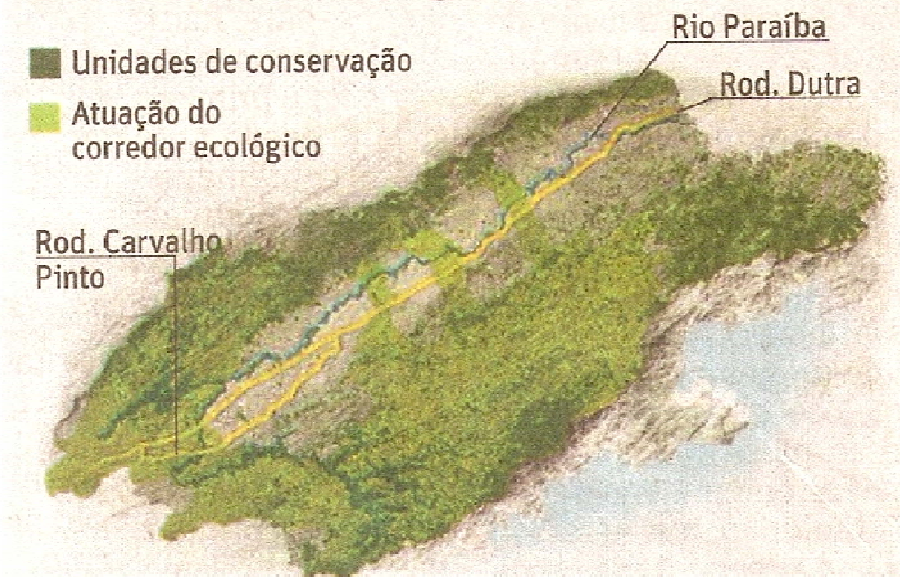 Rio Paraíba
Rod. Dutra
Unidades de conservação
Atuação do
corredor ecológico
Rod. Carvalho
Pinto